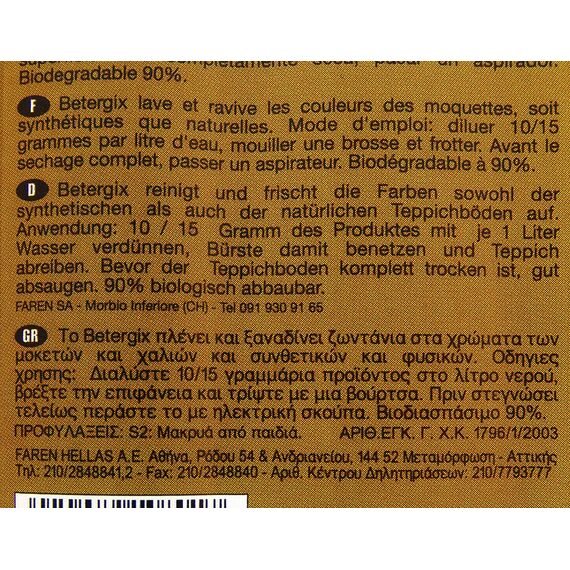 completamente
Biodegradable 90%.
F Betergix lave et ravive les couleurs des moquettes, soit
synthétiques que naturelles. Mode d'emploi: diluer 10/15
grammes par litre d'eau, mouiller une brosse et frotter. Avant le
sechage complet, passer un aspirateur. Biodégradable à 90%.
D Betergix reinigt und frischt die Farben sowohl der
synthetischen als auch der natürlichen Teppichböden auf.
Anwendung: 10 / 15 Gramm des Produktes mit je 1 Liter
Wasser verdünnen, Bürste damit benetzen und Teppich
abreiben. Bevor der Teppichboden komplett trocken ist, gut
absaugen. 90% biologisch abbaubar.
FAREN SA - Morbio Inferiore (CH) - Tel 091 930 91 65
GR Το Betergix πλένει και ξαναδίνει ζωντάνια στα χρώματα των
μοκετών και χαλιών και συνθετικών και φυσικών. Οδηγιες
χρησης: Διαλύστε 10/15 γραμμάρια προϊόντος στο λίτρο νερού,
βρέξτε την επιφάνεια και τρίψτε με μια βούρτσα. Πριν στεγνώσει
τελείως περάστε το με ηλεκτρική σκούπα. Βιοδιασπάσιμο 90%.
ΠΡΟΦΥΛΑΞΕΙΣ: S2: Μακρυά από παιδιά. ΑΡΙΘ.ΕΓΚ. Γ. Χ.Κ. 1796/1/2003
FAREN HELLAS A.E. Αθήνα, Ρόδου 54 & Ανδριανείου, 144 52 Μεταμόρφωση - Αττικής
Τηλ: 210/2848841,2 - Fax: 210/2848840 - Αριθ. Κέντρου Δηλητηριάσεων: 210/7793777